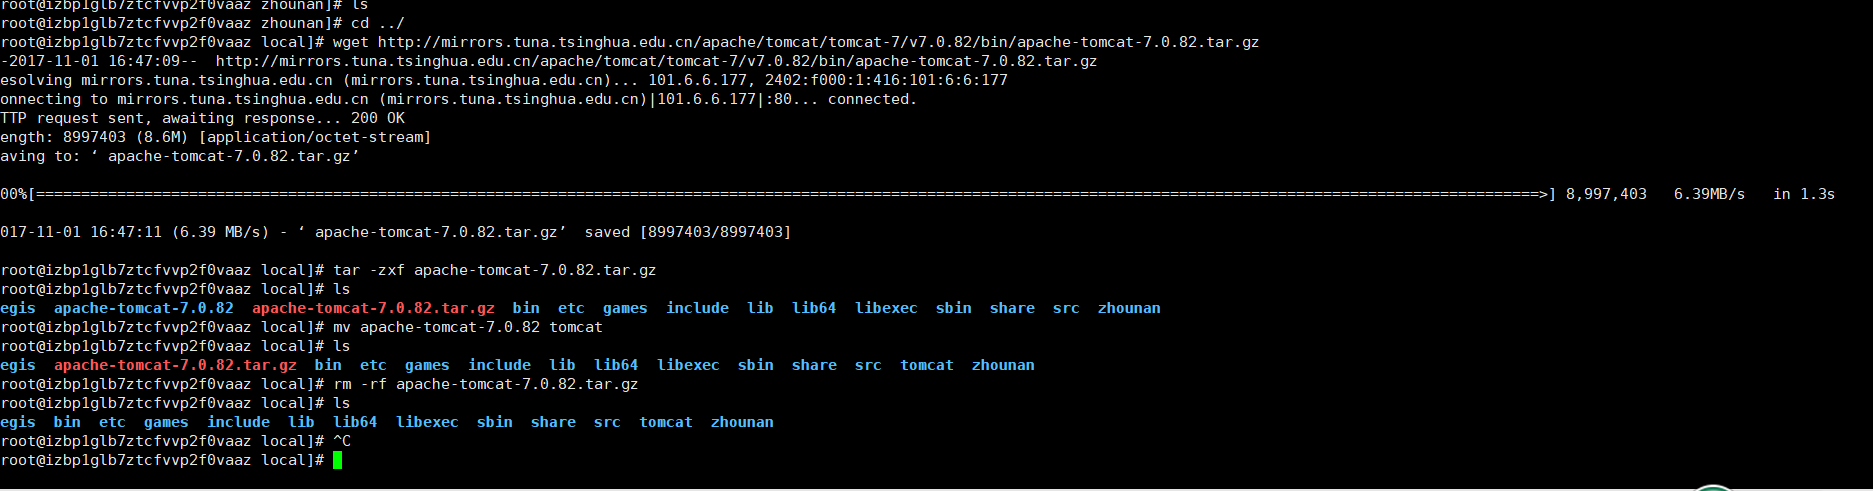 root@izbp1glb7ztcfvvp2f0vaaz zhounan]# ls
root@izbp1glb7ztcfvvp2f0vaaz zhounan]# cd ../
root@izbp1glb7ztcfvvp2f0vaaz local]# wget http://mirrors.tuna.tsinghua.edu.cn/apache/tomcat/tomcat-7/v7.0.82/bin/apache-tomcat-7.0.82.tar.gz
-2017-11-01 16:47:09--  http://mirrors.tuna.tsinghua.edu.cn/apache/tomcat/tomcat-7/v7.0.82/bin/apache-tomcat-7.0.82.tar.gz
esolving mirrors.tuna.tsinghua.edu.cn (mirrors.tuna.tsinghua.edu.cn)... 101.6.6.177, 2402:f000:1:416:101:6:6:177
onnecting to mirrors.tuna.tsinghua.edu.cn (mirrors.tuna.tsinghua.edu.cn)|101.6.6.177|:80... connected.
TTP request sent, awaiting response... 200 OK
ength: 8997403 (8.6M) [application/octet-stream]
aving to: ‘ apache-tomcat-7.0.82.tar.gz’
00%[=======================================================================================================================================================================>] 8,997,403   6.39MB/s   in 1.3s
017-11-01 16:47:11 (6.39 MB/s) - ‘ apache-tomcat-7.0.82.tar.gz’  saved [8997403/8997403]
root@izbp1glb7ztcfvvp2f0vaaz local]# tar -zxf apache-tomcat-7.0.82.tar.gz
root@izbp1glb7ztcfvvp2f0vaaz local]# ls
egis  apache-tomcat-7.0.82  apache-tomcat-7.0.82.tar.gz  bin  etc  games  include  lib  lib64  libexec  sbin  share  src  zhounan
root@izbp1glb7ztcfvvp2f0vaaz local]# mv apache-tomcat-7.0.82 tomcat
root@izbp1glb7ztcfvvp2f0vaaz local]# ls
egis  apache-tomcat-7.0.82.tar.gz  bin  etc  games  include  lib  lib64  libexec  sbin  share  src  tomcat  zhounan
root@izbp1glb7ztcfvvp2f0vaaz local]# rm -rf apache-tomcat-7.0.82.tar.gz
root@izbp1glb7ztcfvvp2f0vaaz local]# ls
egis  bin  etc  games  include  lib  lib64  libexec  sbin  share  src  tomcat  zhounan
root@izbp1glb7ztcfvvp2f0vaaz local]# ^C
root@izbp1glb7ztcfvvp2f0vaaz local]#